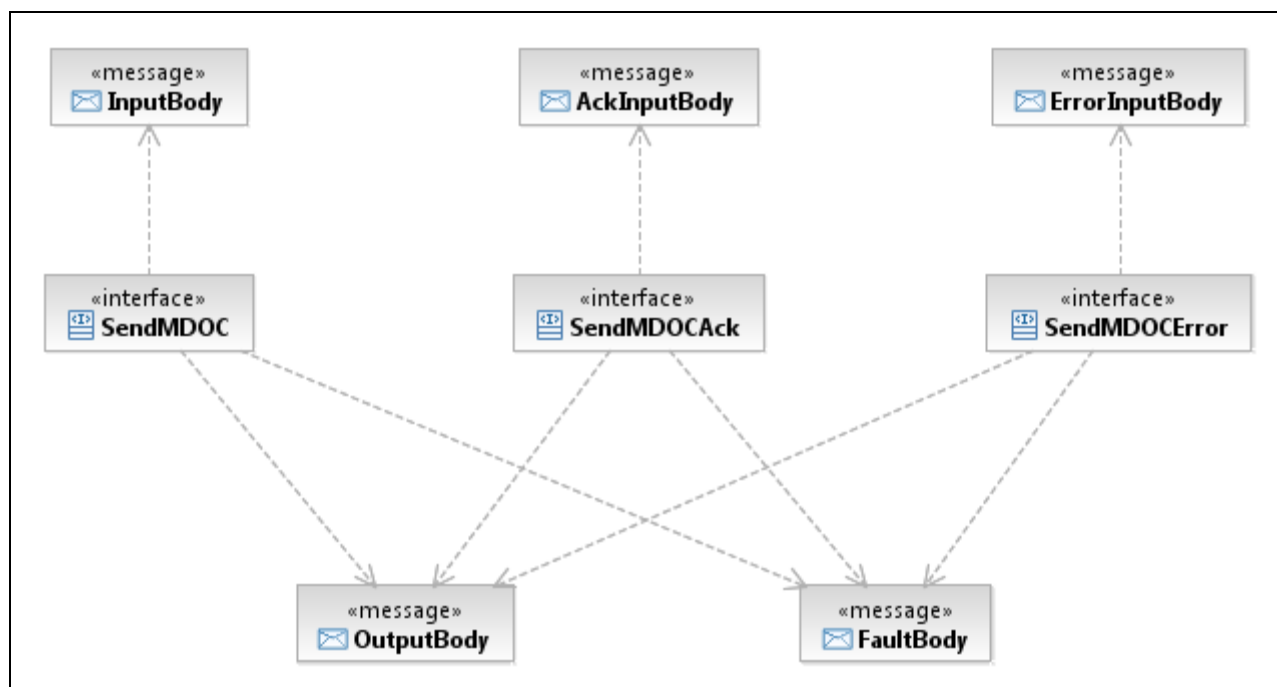 «message»
InputBody
«message»
AckInputBody
«message»
ErrorInputBody
«interface»
SendMDOC
«interface»
SendMDOCAck
«interface»
SendMDOCError
«message»
OutputBody
«message»
FaultBody